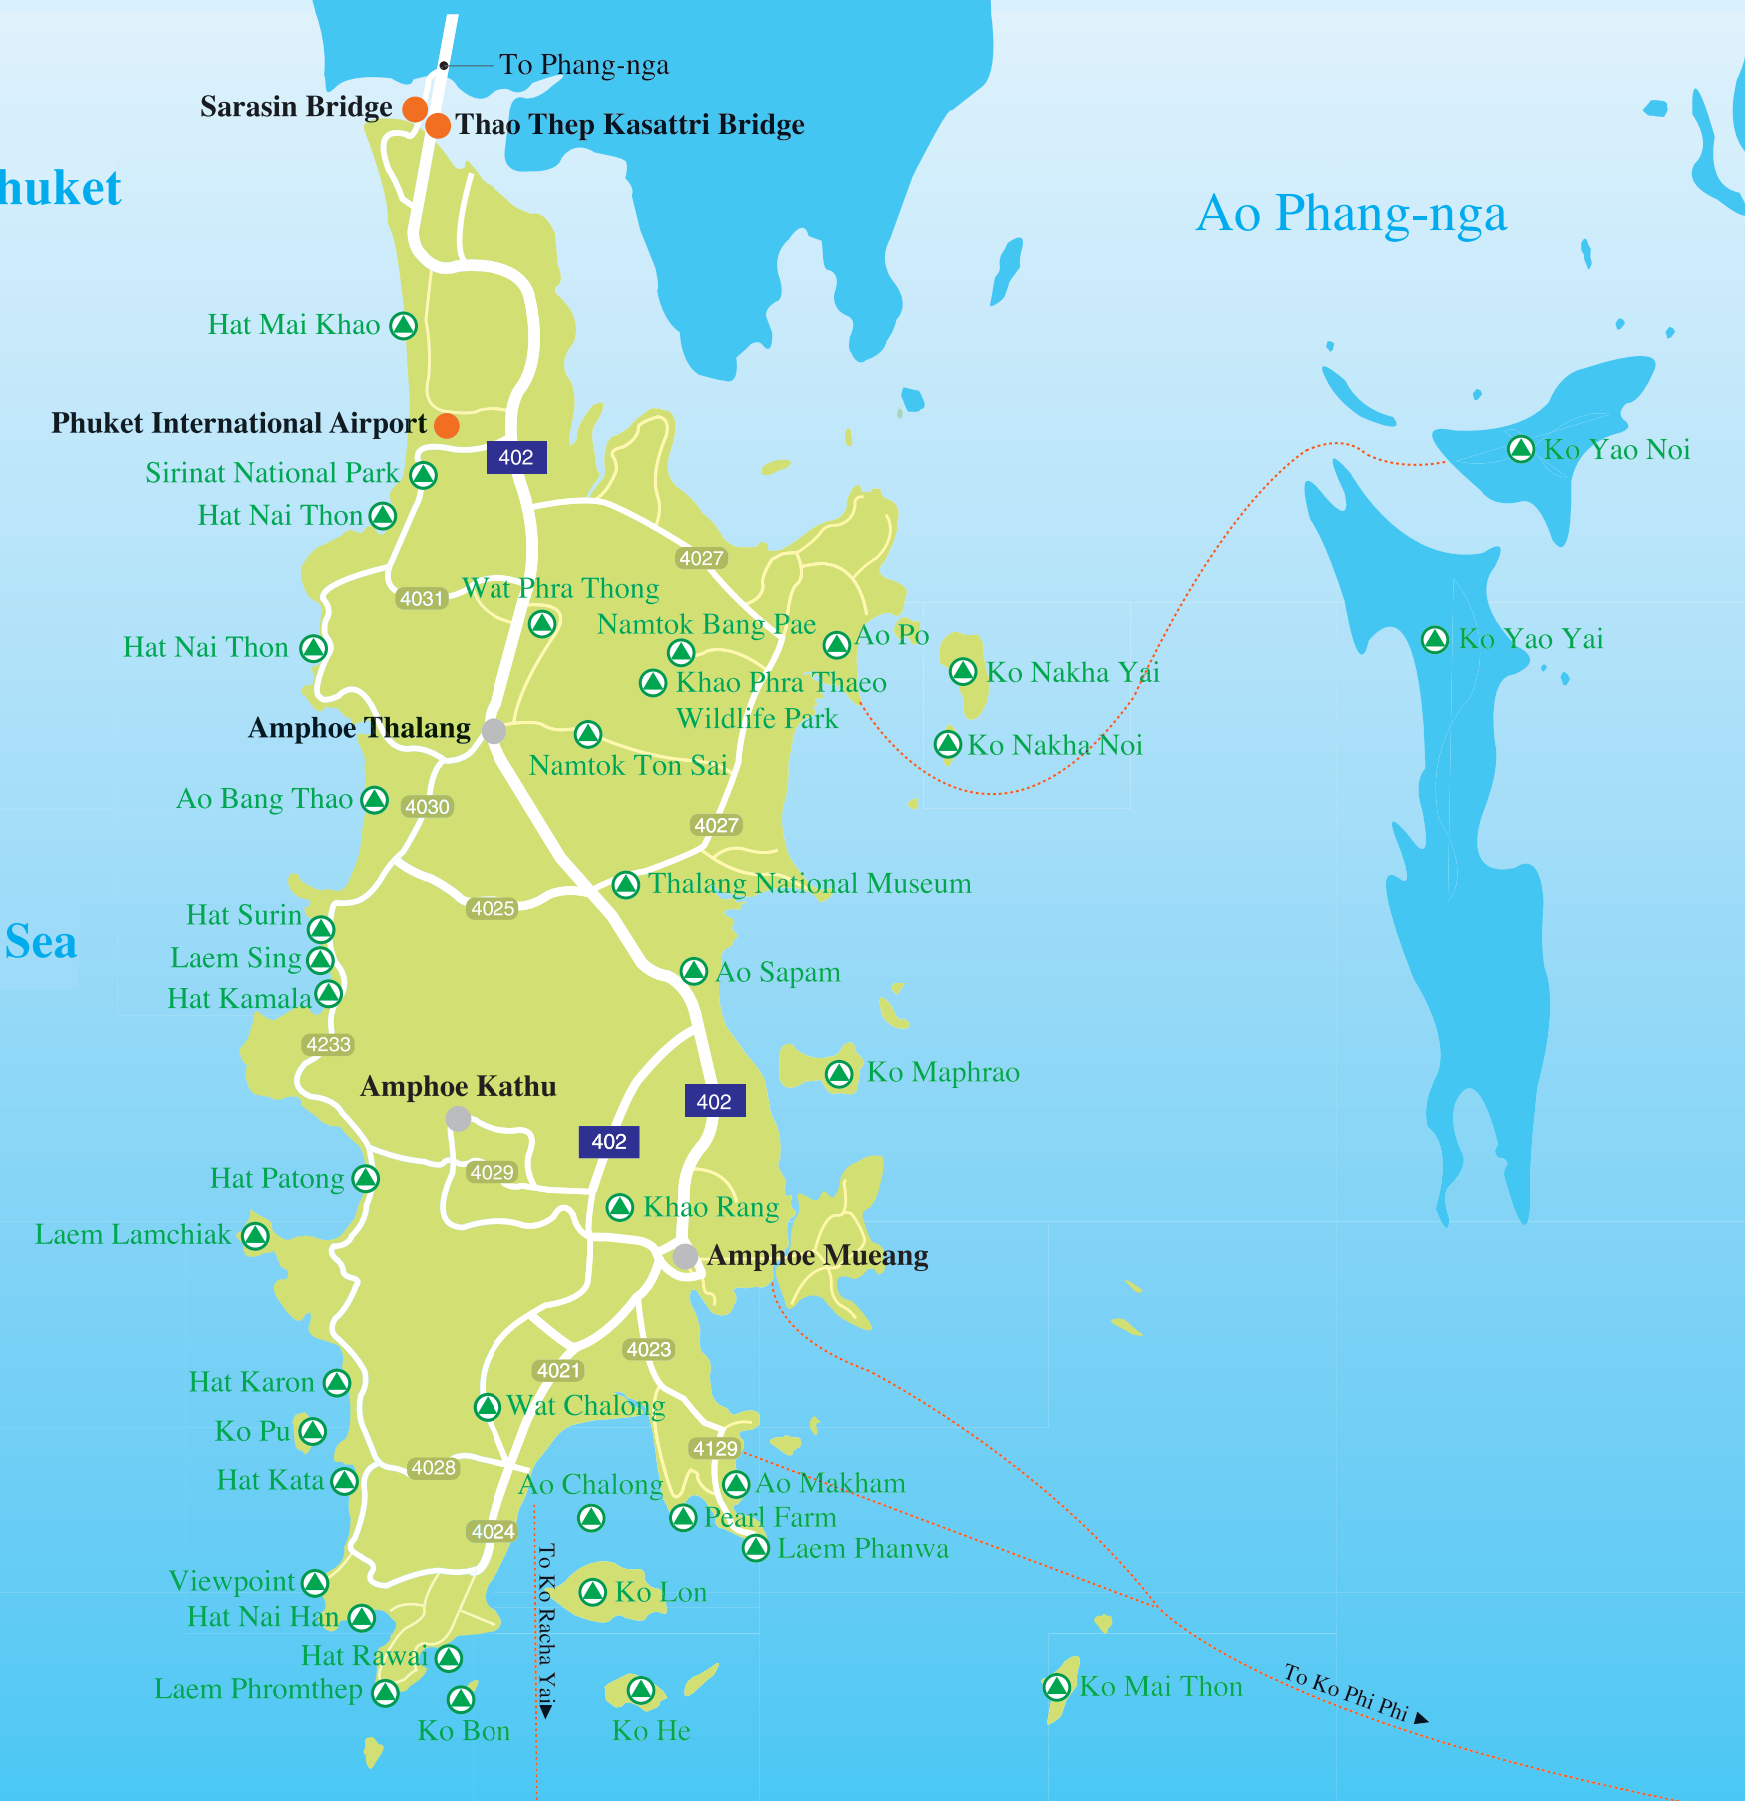 To Phang-nga
Sarasin Bridge
Thao Thep Kasattri Bridge
huket
Ao Phang-nga
Hat Mai Khao
Phuket International Airport
402
Ko Yao Noi
Sirinat National Park
Hat Nai Thon
4027
Wat Phra Thong
4031
Namtok Bang Pae
Ao Po
Ko Yao Yai
Hat Nai Thon
Ko Nakha Yai
Khao Phra Thaeo
Wildlife Park
Amphoe Thalang
Ko Nakha Noi
Namtok Ton Sai
Ao Bang Thao
4030
4027
Thalang National Museum
4025
Hat Surin
Sea
Laem Sing
Ao Sapam
Hat Kamala
4233
Ko Maphrao
Amphoe Kathu
402
402
4029
Hat Patong
Khao Rang
Laem Lamchiak
Amphoe Mueang
4023
4021
Hat Karon
Wat Chalong
Ko Pu
4129
4028
Hat Kata
Ao Chalong
Ao Makham
Pearl Farm
4024
Laem Phanwa
Viewpoint
Ko Lon
Hat Nai Han
To Ko Racha Yai
Hat Rawai
Laem Phromthep
Ko Mai Thon
To Ko Phi Phi
Ko Bon
Ko He